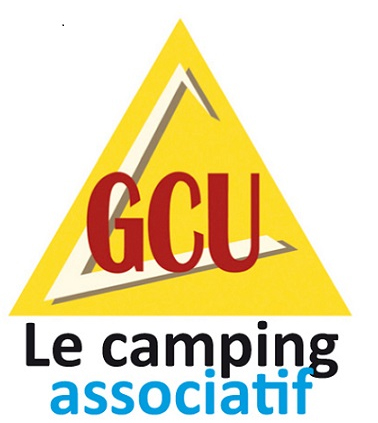 GCU
Le camping
associatif